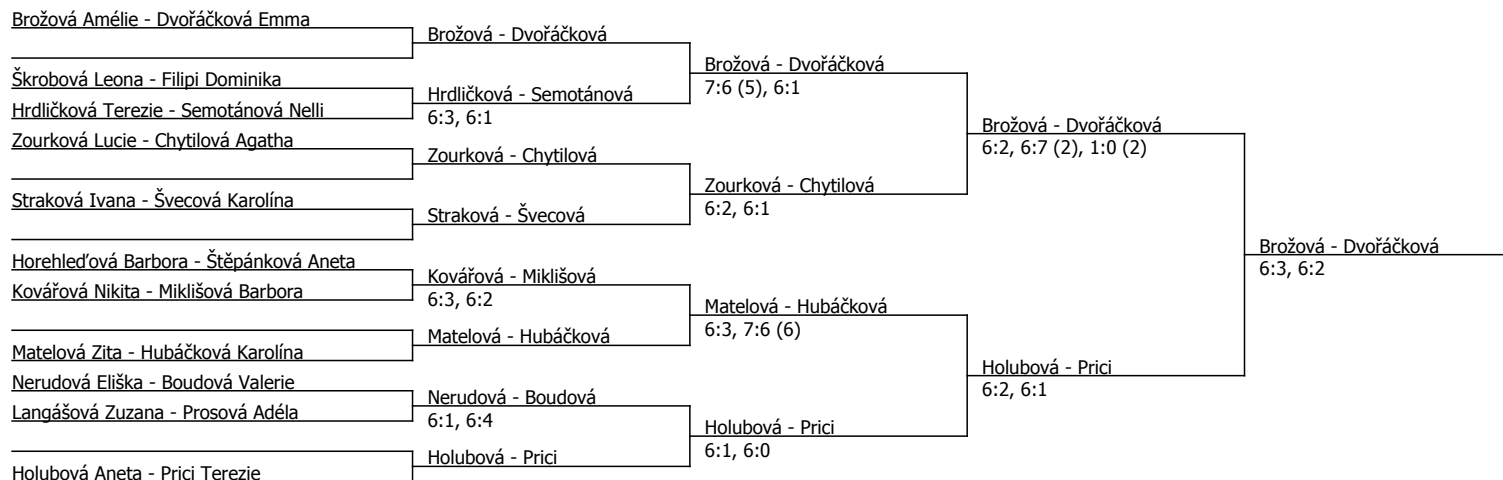 Brožová Amélie - Dvořáčková Emma
Škrobová Leona - Filipi Dominika
Hrdličková Terezie - Semotánová Nelli
Zourková Lucie - Chytilová Agatha
Straková Ivana - Švecová Karolína
Horehleďová Barbora - Štěpánková Aneta
Kovářová Nikita - Miklišová Barbora
Matelová Zita - Hubáčková Karolína
Nerudová Eliška - Boudová Valerie
Langášová Zuzana - Prosová Adéla
Holubová Aneta - Prici Terezie
Brožová - Dvořáčková
Hrdličková - Semotánová
6:3, 6:1
Zourková - Chytilová
Straková - Švecová
Kovářová - Miklišová
6:3, 6:2
Matelová - Hubáčková
Nerudová - Boudová
6:1, 6:4
Holubová - Prici
Brožová - Dvořáčková
7:6 (5), 6:1
Zourková - Chytilová
6:2, 6:1
Matelová - Hubáčková
6:3, 7:6 (6)
Holubová - Prici
6:1, 6:0
Brožová - Dvořáčková
6:2, 6:7 (2), 1:0 (2)
Holubová - Prici
6:2, 6:1
Brožová - Dvořáčková
6:3, 6:2